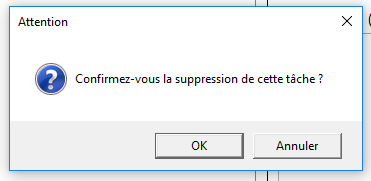 Attention
Confirmez-vous la suppression de cette tâche ?
OK
Annuler